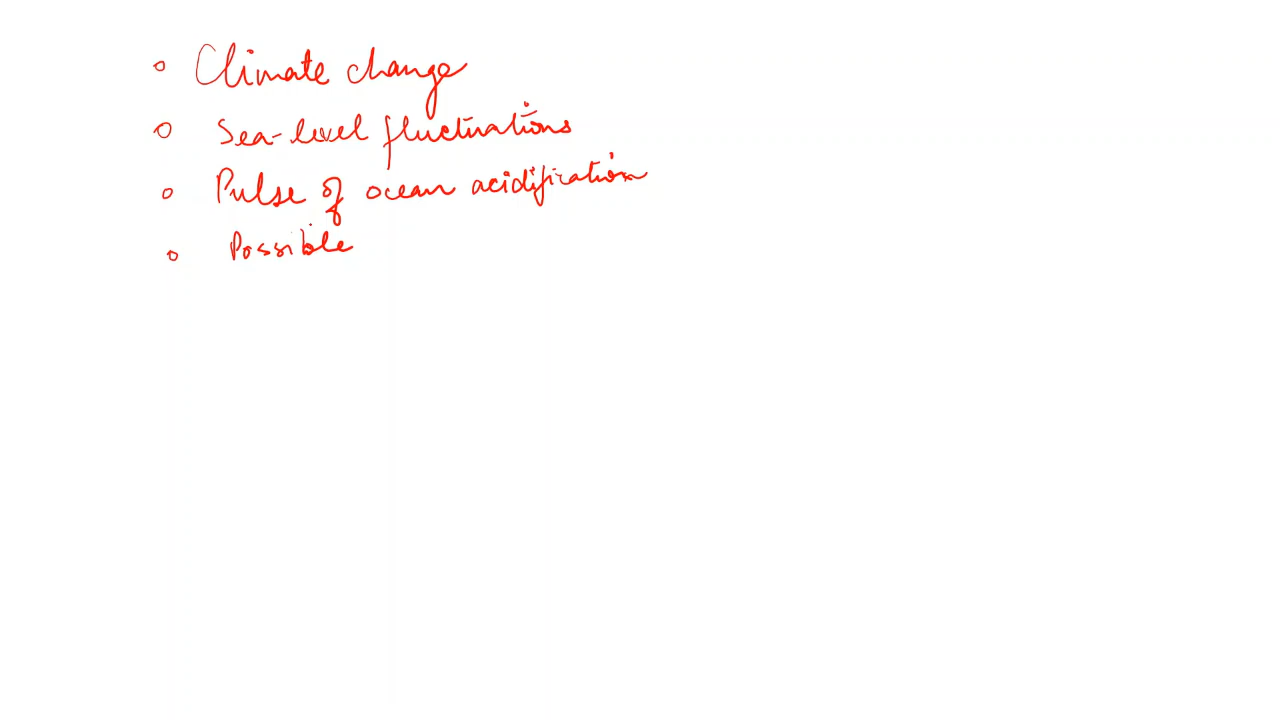 Climate change
Sea-level fluctuations
Pulse of ocean acidification
Possible